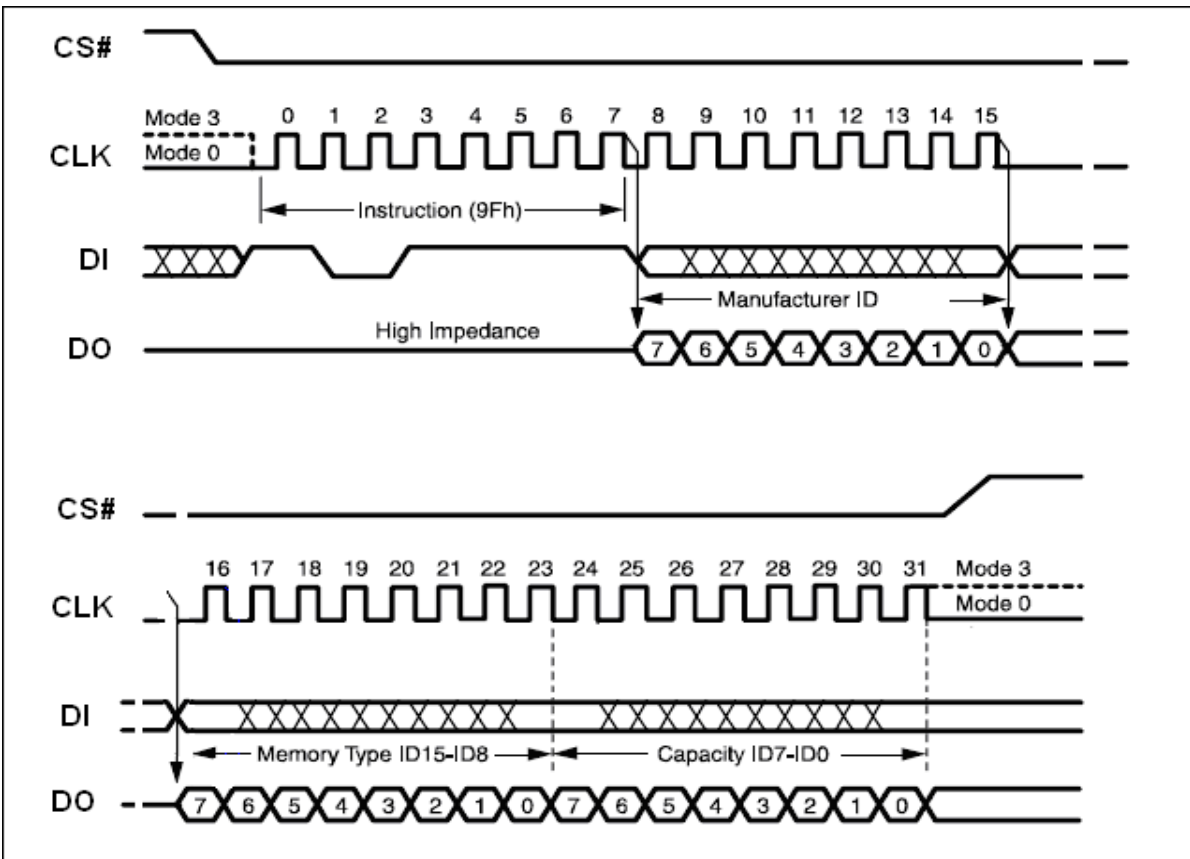 CS#
Mode 3
0 1 2 3 4 5 6 7 8 9 10 11 12 13 14 15
CLK
Mode 0
Instruction (9Fh)
DI
Manufacturer ID
High Impedance
DO
7 6 5 4 3 2 1 0
CS#
16 17 18 19 20 21 22 23 24 25 26 27 28 29 30 31
Mode 3
CLK
Mode 0
DI
Memory Type ID15-ID8
Capacity ID7-ID0
DO
7 6 5 4 3 2 1 0 7 6 5 4 3 2 1 0